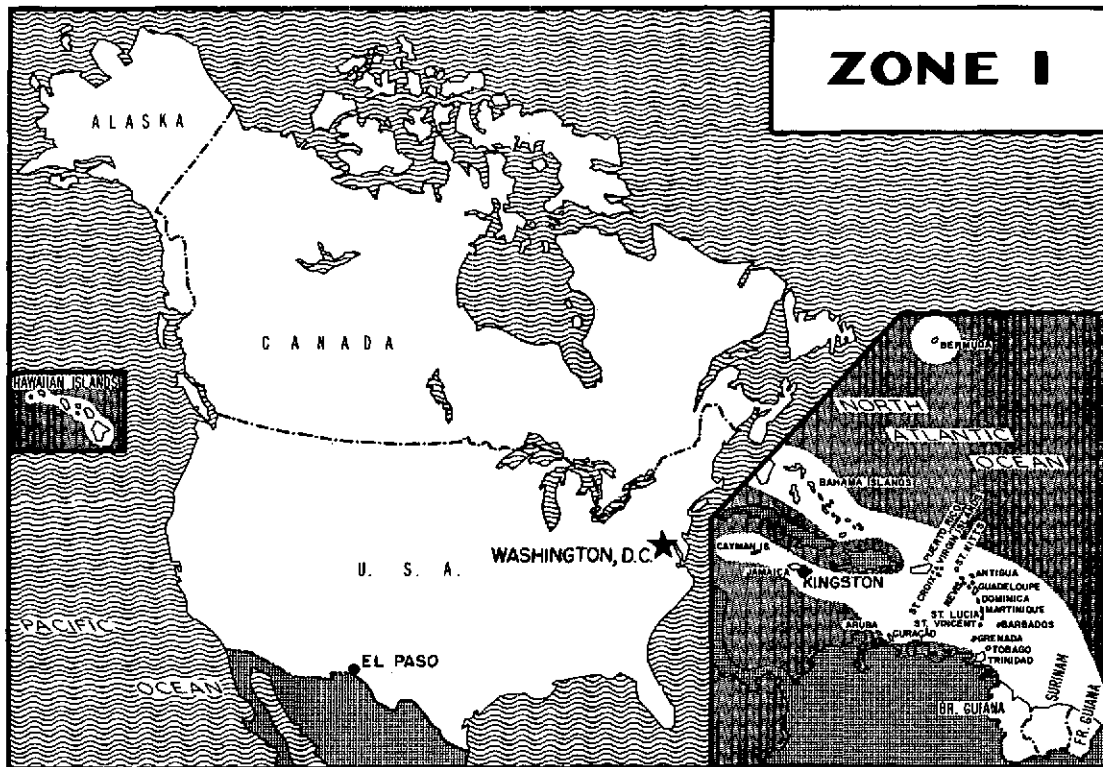 ZONE I
ALASKA
CANADA
HAWAIIAN ISLANDS
BERMUDA
NORTH
ATLANTIC
OCEAN
BAHAMA ISLANDS
WASHINGTON, D.C.
U. S. A.
CAYMAN IS.
JAMAICA
KINGSTON
PUERTO RICO
VIRGIN ISLANDS
ST. KITTS
ST CROIX
NEVIS
ANTIGUA
GUADELOUPE
DOMINICA
MARTINIQUE
ST. LUCIA
ST. VINCENT
BARBADOS
ARUBA
CURAÇAO
GRENADA
TOBAGO
TRINIDAD
PACIFIC
OCEAN
EL PASO
BR. GUIANA
SURINAM
FR. GUIANA